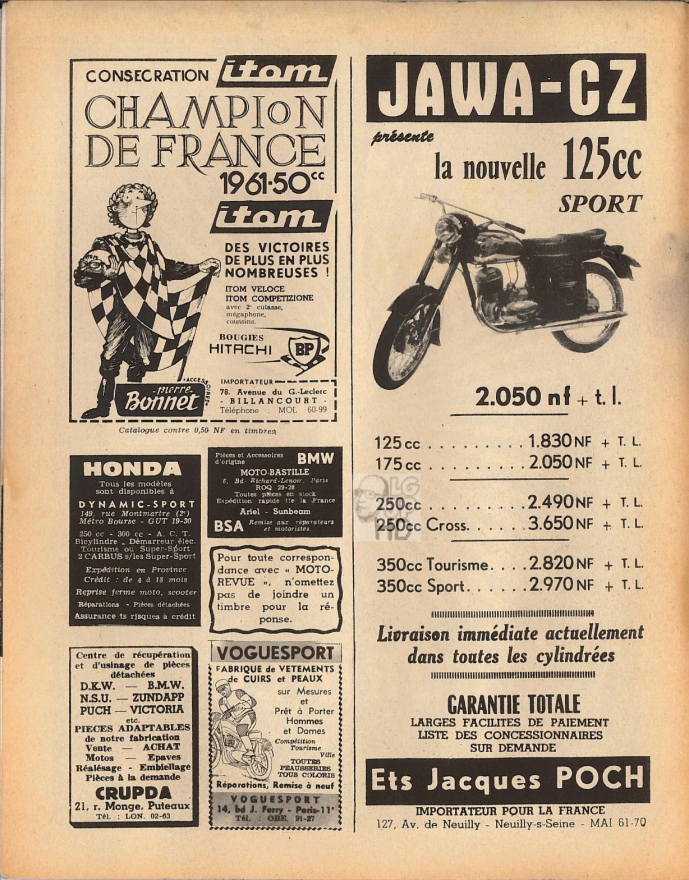 CONSECRATION itom
CHAMPION
DE FRANCE
1961·50cc
itom
DES VICTOIRES
DE PLUS EN PLUS
NOMBREUSES !
ITOM VELOCE
ITOM COMPETIZIONE
avec 2e culasse,
mégaphone,
coussins.
BOUGIES
HITACHI BP
ACCESSOIRES
pierre
Bonnet
IMPORTATEUR
78, Avenue du G.-Leclerc
- BILLANCOURT -
Téléphone : MOL 60-99
Catalogue contre 0,50 NF en timbres
HONDA
Tous les modèles
sont disponibles à
DYNAMIC-SPORT
149, rue Montmartre (2e)
Métro Bourse - GUT 19-30
250 cc - 300 cc - A. C. T.
Bicylindre - Démarreur élec.
Tourisme ou Super-Sport
2 CARBUS s/les Super-Sport
Expédition en Province
Crédit : de 4 à 18 mois
Reprise ferme moto, scooter
Réparations - Pièces détachées
Assurance ts risques à crédit
Pièces et Accessoires
d'origine BMW
MOTO-BASTILLE
6, Bd Richard-Lenoir, Paris
ROQ 29-28
Toutes pièces en stock
Expédition rapide tte la France
Ariel - Sunbeam
BSA Remise aux réparateurs
et motoristes.
Pour toute correspon-
dance avec « MOTO-
REVUE », n'omettez
pas de joindre un
timbre pour la ré-
ponse.
Centre de récupération
et d'usinage de pièces
détachées
D.K.W. — B.M.W.
N.S.U. — ZUNDAPP
PUCH — VICTORIA
etc.
PIECES ADAPTABLES
de notre fabrication
Vente — ACHAT
Motos — Epaves
Réalésage - Embiellage
Pièces à la demande
CRUPDA
21, r. Monge, Puteaux
Tél. : LON. 02-63
VOGUESPORT
FABRIQUE de VETEMENTS
de CUIRS et PEAUX
sur Mesures
et
Prêt à Porter
Hommes
et Dames
Compétition
Tourisme
Ville
TOUTES
PEAUSSERIES
TOUS COLORIS
Réparations, Remise à neuf
VOGUESPORT
14, bd J. Ferry - Paris-11e
Tél. : OBE. 91-27
JAWA-CZ
présente
la nouvelle 125cc
SPORT
2.050 nf + t. l.
125 cc . . . . . . . . . . 1.830 NF + T. L.
175 cc . . . . . . . . . . 2.050 NF + T. L.
250cc . . . . . . . . . . 2.490 NF + T. L.
250cc Cross. . . . . . 3.650 NF + T. L.
350cc Tourisme . . 2.820 NF + T. L.
350cc Sport . . . . . . 2.970 NF + T. L.
Livraison immédiate actuellement
dans toutes les cylindrées
GARANTIE TOTALE
LARGES FACILITES DE PAIEMENT
LISTE DES CONCESSIONNAIRES
SUR DEMANDE
Ets Jacques POCH
IMPORTATEUR POUR LA FRANCE
127, Av. de Neuilly - Neuilly-s-Seine - MAI 61-70